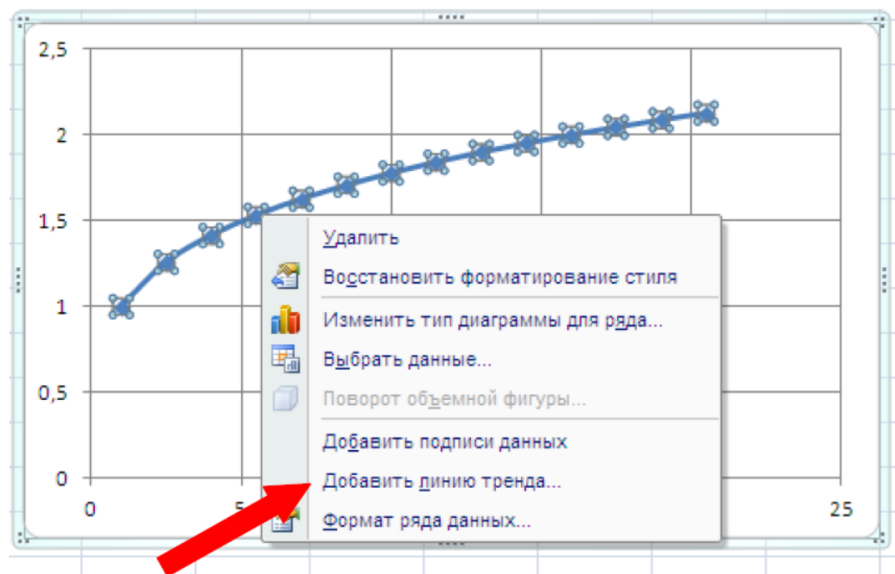 2,5
2
1,5
1
0,5
0
0
5
25
Удалить
Восстановить форматирование стиля
Изменить тип диаграммы для ряда...
Выбрать данные...
Поворот объемной фигуры...
Добавить подписи данных
Добавить линию тренда...
Формат ряда данных...